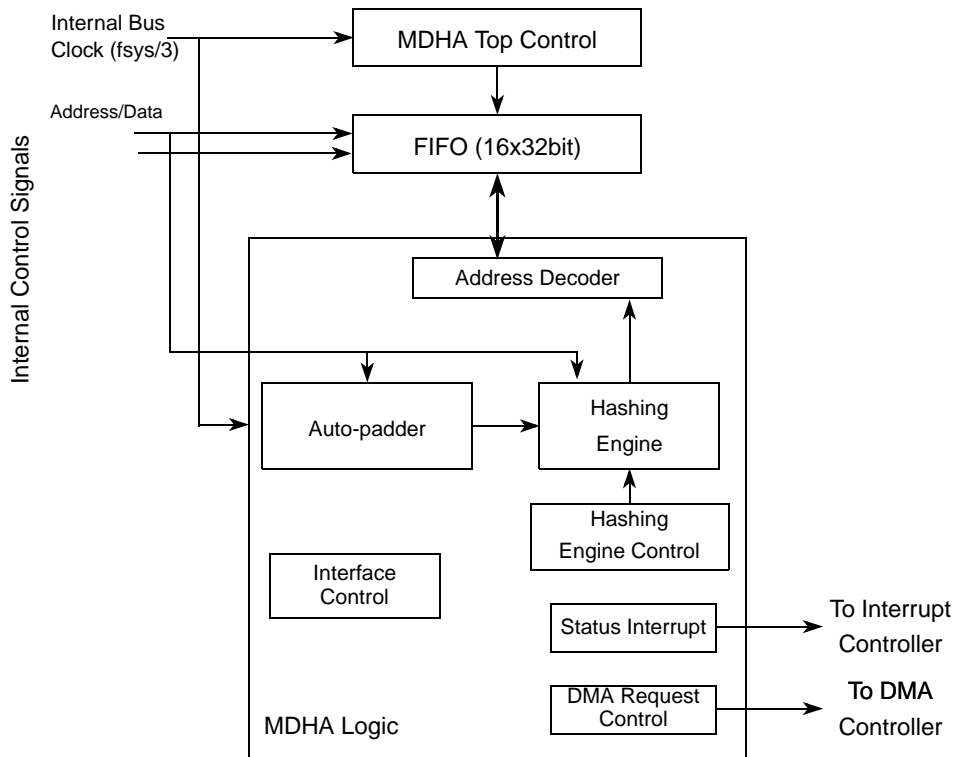 Internal Bus
Clock (fsys/3)
MDHA Top Control
Address/Data
FIFO (16x32bit)
Internal Control Signals
Address Decoder
Auto-padder
Hashing
Engine
Hashing
Engine Control
Interface
Control
Status Interrupt
To Interrupt
Controller
DMA Request
Control
To DMA
Controller
MDHA Logic